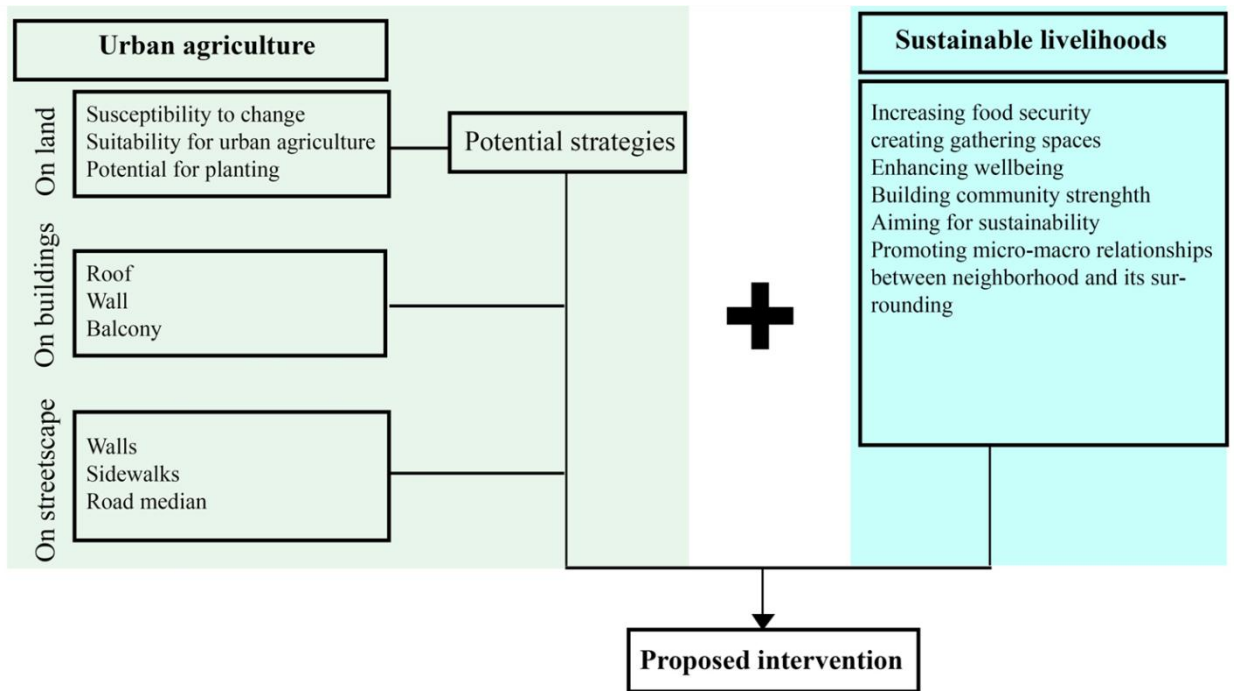 Urban agriculture
On land
Susceptibility to change
Suitability for urban agriculture
Potential for planting
Potential strategies
On buildings
Roof
Wall
Balcony
On streetscape
Walls
Sidewalks
Road median
Sustainable livelihoods
Increasing food security
creating gathering spaces
Enhancing wellbeing
Building community strenghth
Aiming for sustainability
Promoting micro-macro relationships
between neighborhood and its sur-
rounding
Proposed intervention